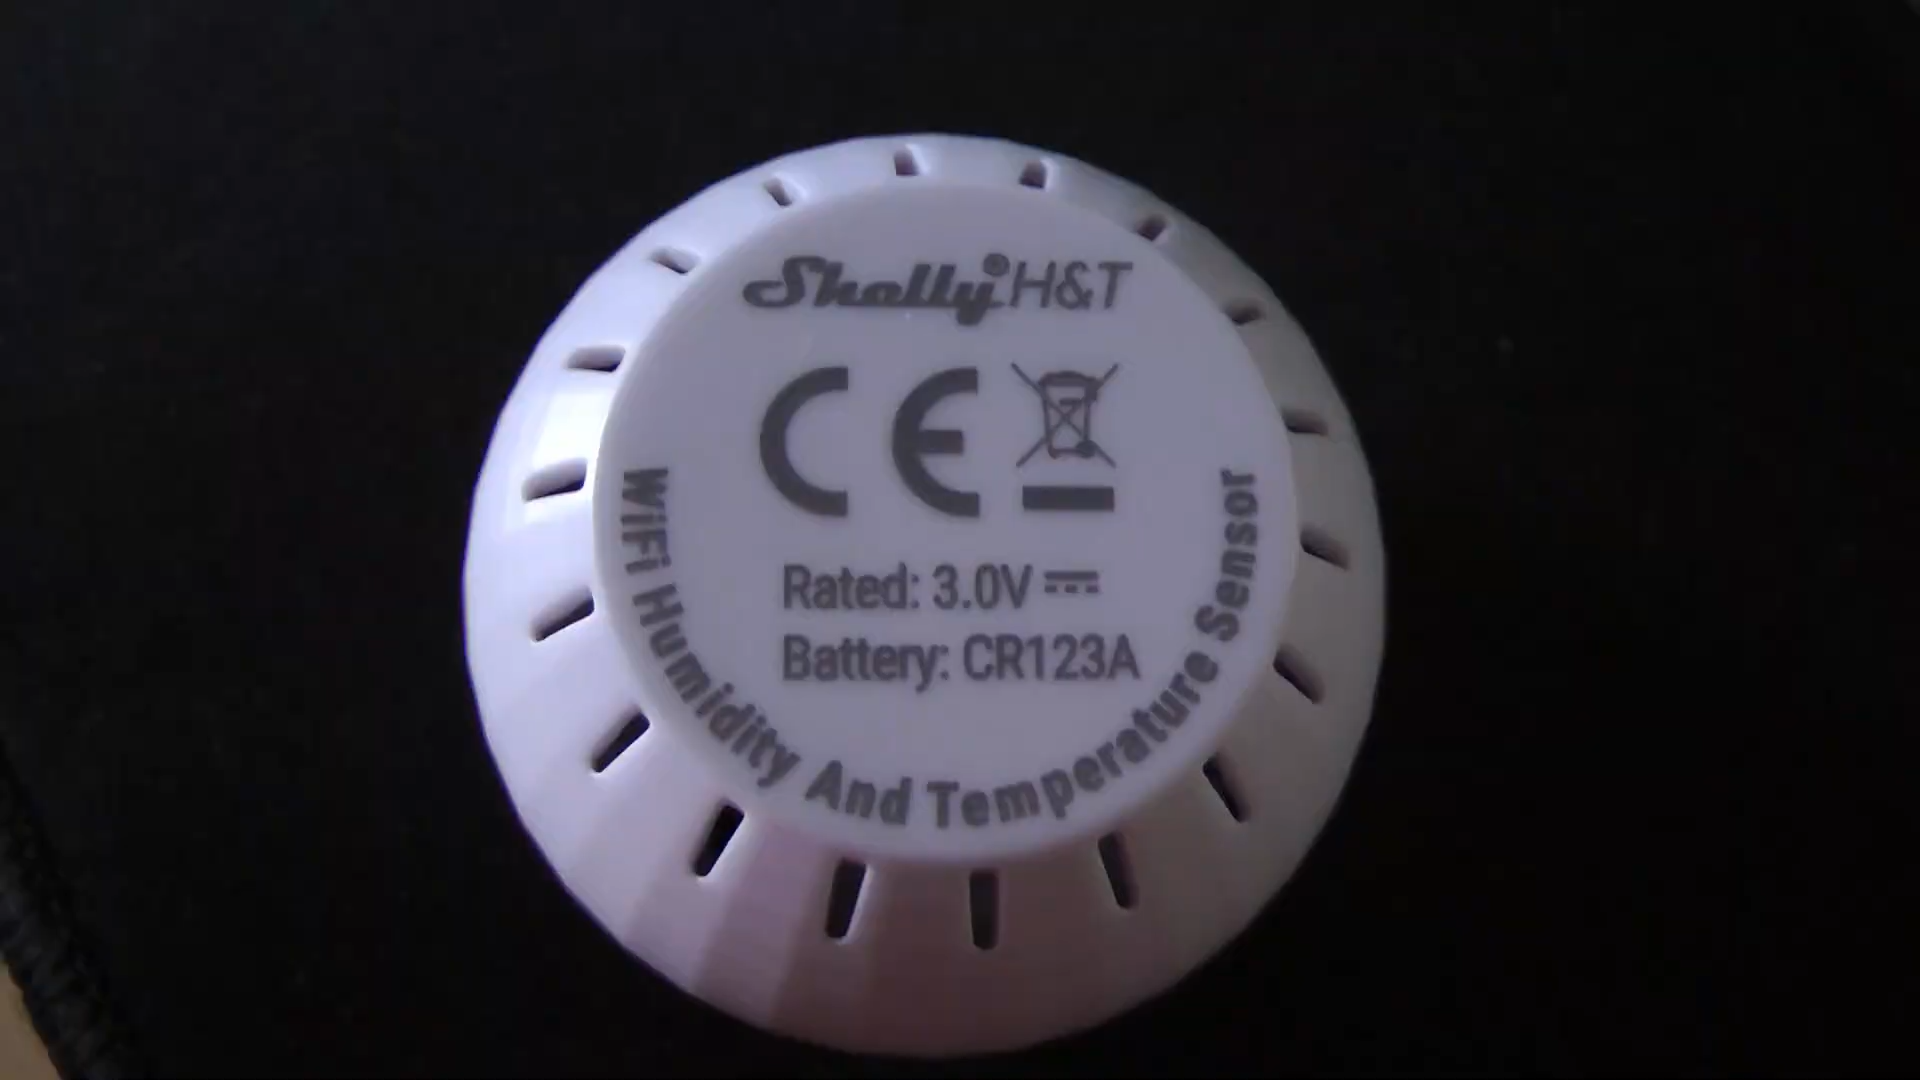 Shelly® H&T
CE
Rated: 3.0V
Battery: CR123A
WiFi Humidity And Temperature Sensor